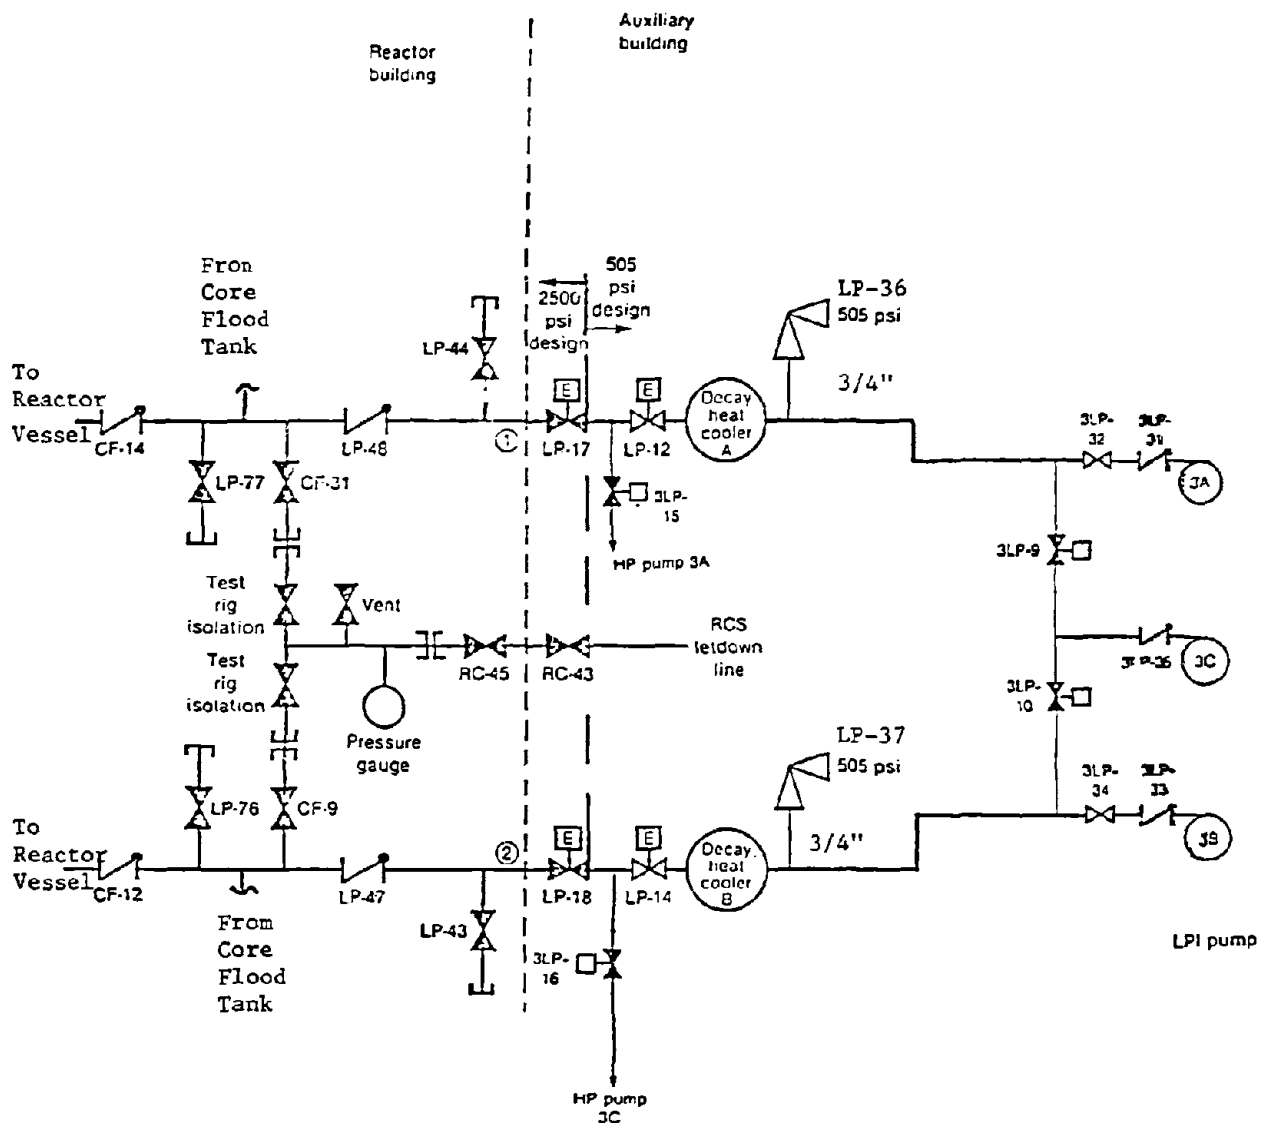 Auxiliary
building
Reactor
building
Fron
Core
Flood
Tank
505
psi
design
2500
psi
design
LP-36
505 psi
LP-44
3/4"
To
Reactor
Vessel
E
E
Decay
heat
cooler
A
CF-14
LP-48
1
LP-17
LP-12
3LP-
32
3LP-
31
3A
LP-77
CF-31
3LP-
15
3LP-9
HP pump 3A
Test
rig
isolation
Vent
RCS
letdown
line
Test
rig
isolation
RC-45
RC-43
3C
3LP-
10
Pressure
gauge
LP-37
505 psi
LP-76
CF-9
3LP-
34
3LP-
33
3B
To
Reactor
Vessel
2
E
E
3/4"
Decay
heat
cooler
B
CF-12
LP-47
LP-18
LP-14
LP-43
From
Core
Flood
Tank
3LP-
16
LPI pump
HP pump
3C